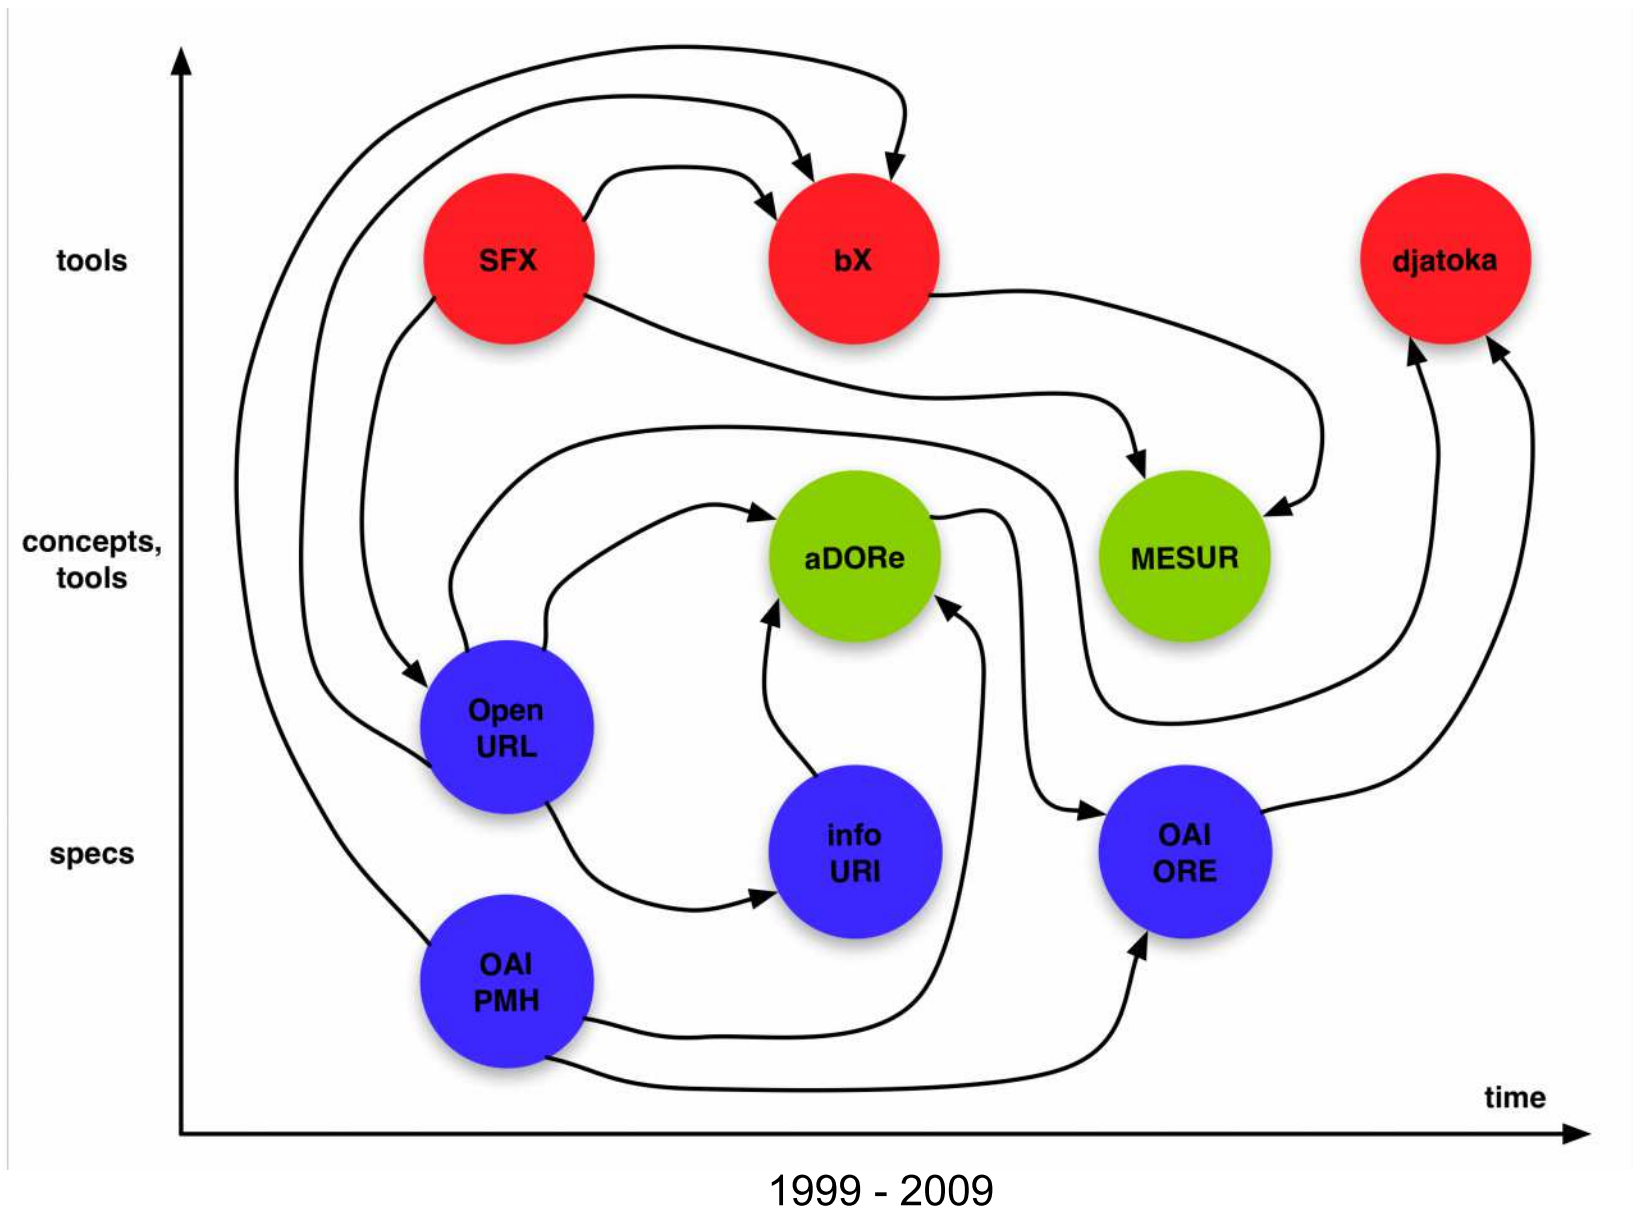 tools
SFX
bX
djatoka
concepts,
tools
aDORe
MESUR
Open
URL
specs
info
URI
OAI
ORE
OAI
PMH
time
1999 - 2009